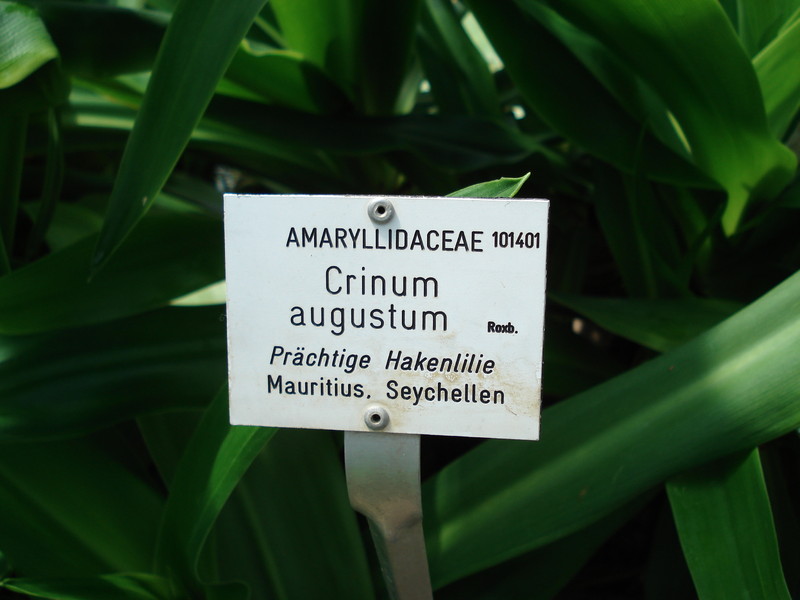 AMARYLLIDACEAE 101401
Crinum
augustum Roxb.
Prächtige Hakenlilie
Mauritius, Seychellen